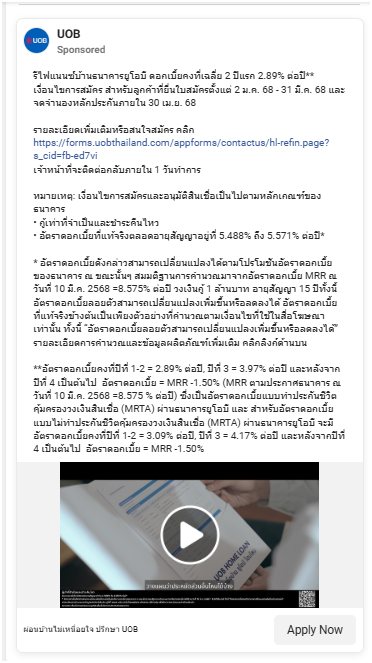 UOB
Sponsored
รีไฟแนนซ์บ้านธนาคารยูโอบี ดอกเบี้ยคงที่เฉลี่ย 2 ปีแรก 2.89% ต่อปี**
เงื่อนไขการสมัคร สำหรับลูกค้าที่ยื่นใบสมัครตั้งแต่ 2 ม.ค. 68 - 31 มี.ค. 68 และ
จดจำนองหลักประกันภายใน 30 เม.ย. 68
รายละเอียดเพิ่มเติมหรือสนใจสมัคร คลิก
https://forms.uobthailand.com/appforms/contactus/hl-refin.page?
s_cid=fb-ed7vi
เจ้าหน้าที่จะติดต่อกลับภายใน 1 วันทำการ
หมายเหตุ: เงื่อนไขการสมัครและอนุมัติสินเชื่อเป็นไปตามหลักเกณฑ์ของ
ธนาคาร
• กู้เท่าที่จำเป็นและชำระคืนไหว
• อัตราดอกเบี้ยที่แท้จริงตลอดอายุสัญญาอยู่ที่ 5.488% ถึง 5.571% ต่อปี*
* อัตราดอกเบี้ยดังกล่าวสามารถเปลี่ยนแปลงได้ตามโปรโมชันอัตราดอกเบี้ย
ของธนาคาร ณ ขณะนั้นๆ สมมติฐานการคำนวณมาจากอัตราดอกเบี้ย MRR ณ
วันที่ 10 มี.ค. 2568 =8.575% ต่อปี วงเงินกู้ 1 ล้านบาท อายุสัญญา 15 ปีทั้งนี้
อัตราดอกเบี้ยลอยตัวสามารถเปลี่ยนแปลงเพิ่มขึ้นหรือลดลงได้ อัตราดอกเบี้ย
ที่แท้จริงข้างต้นเป็นเพียงตัวอย่างที่คำนวณตามเงื่อนไขที่ใช้ในสื่อโฆษณา
เท่านั้น ทั้งนี้ "อัตราดอกเบี้ยลอยตัวสามารถเปลี่ยนแปลงเพิ่มขึ้นหรือลดลงได้"
รายละเอียดการคำนวณและข้อมูลผลิตภัณฑ์เพิ่มเติม คลิกลิงค์ด้านบน
**อัตราดอกเบี้ยคงที่ปีที่ 1-2 = 2.89% ต่อปี, ปีที่ 3 = 3.97% ต่อปี และหลังจาก
ปีที่ 4 เป็นต้นไป อัตราดอกเบี้ย = MRR -1.50% (MRR ตามประกาศธนาคาร ณ
วันที่ 10 มี.ค. 2568 =8.575 % ต่อปี) ซึ่งเป็นอัตราดอกเบี้ยแบบทำประกันชีวิต
คุ้มครองวงเงินสินเชื่อ (MRTA) ผ่านธนาคารยูโอบี และ สำหรับอัตราดอกเบี้ย
แบบไม่ทำประกันชีวิตคุ้มครองวงเงินสินเชื่อ (MRTA) ผ่านธนาคารยูโอบี จะมี
อัตราดอกเบี้ยคงที่ปีที่ 1-2 = 3.09% ต่อปี, ปีที่ 3 = 4.17% ต่อปี และหลังจากปีที่
4 เป็นต้นไป อัตราดอกเบี้ย = MRR -1.50%
UOB HOME LOAN
วางแผนว่าประหยัดส่วนอื่นไหนได้บ้าง
ผ่อนบ้านไม่เหนื่อยใจ ปรึกษา UOB
Apply Now